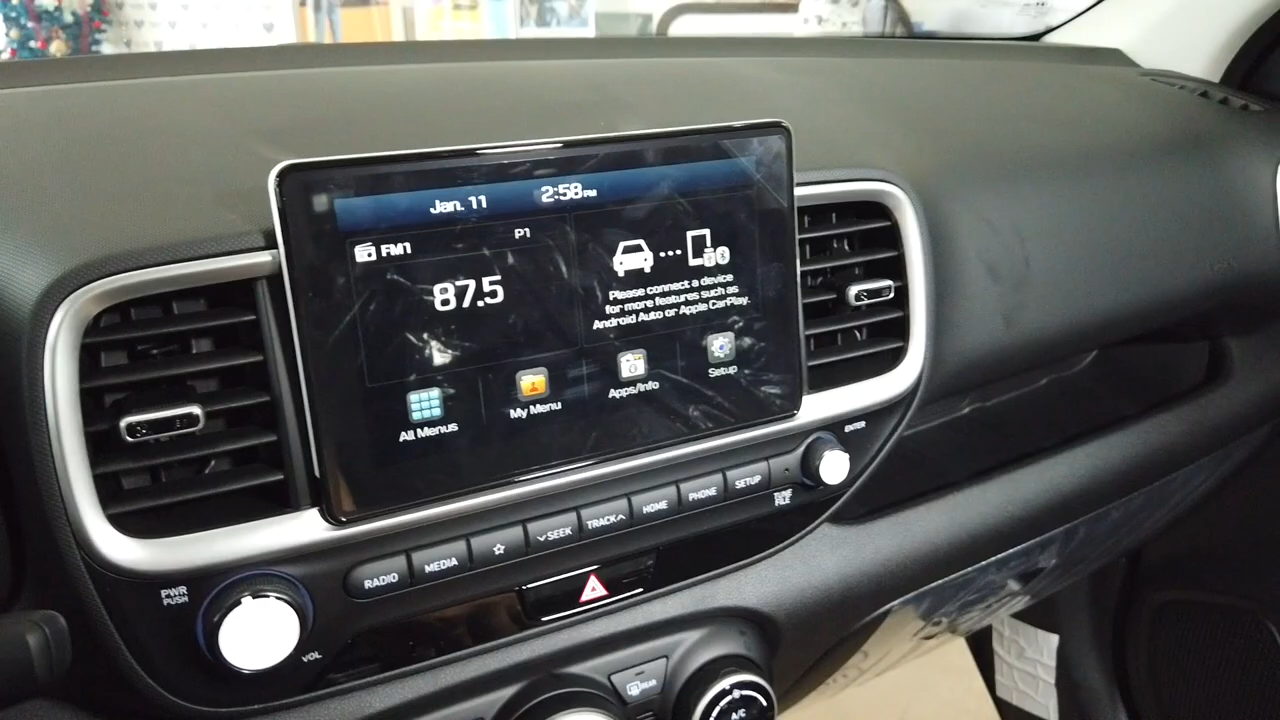 Jan. 11
2:58 PM
FM1
P1
87.5
Please connect a device
for more features such as
Android Auto or Apple CarPlay.
All Menus
My Menu
Apps/Info
Setup
PWR
PUSH
VOL
RADIO
MEDIA
SEEK
TRACK
HOME
PHONE
SETUP
ENTER
TUNE
FILE
REAR
A/C